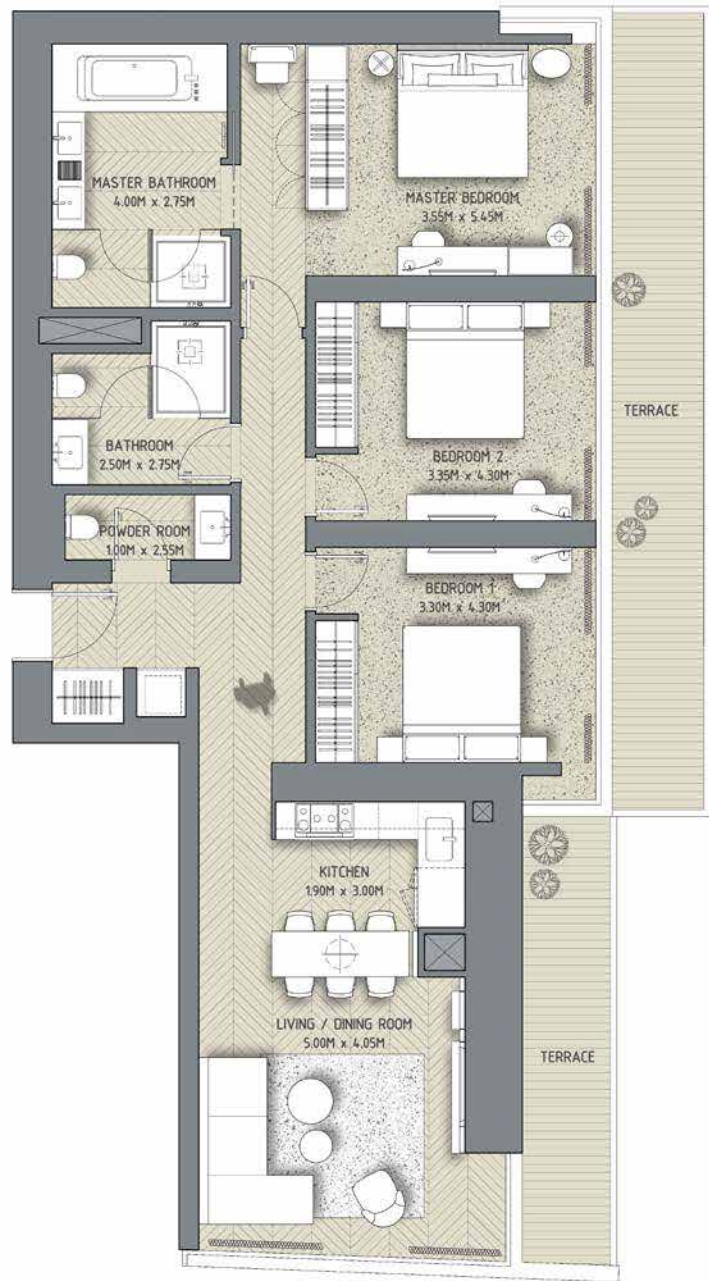 MASTER BATHROOM
4.00M x 2.75M
MASTER BEDROOM
3.55M x 5.45M
TERRACE
BATHROOM
2.50M x 2.75M
BEDROOM 2
3.35M x 4.30M
POWDER ROOM
1.00M x 2.55M
BEDROOM 1
3.30M x 4.30M
KITCHEN
1.90M x 3.00M
LIVING / DINING ROOM
5.00M x 4.05M
TERRACE